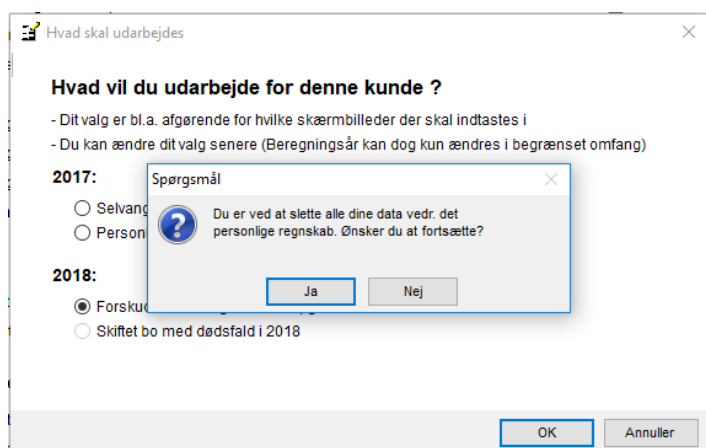 Hvad skal udarbejdes
Hvad vil du udarbejde for denne kunde ?
- Dit valg er bl.a. afgørende for hvilke skærmbilleder der skal indtastes i
- Du kan ændre dit valg senere (Beregningsår kan dog kun ændres i begrænset omfang)
2017:
Spørgsmål
Du er ved at slette alle dine data vedr. det
personlige regnskab. Ønsker du at fortsætte?
Ja
Nej
2018:
Skiftet bo med dødsfald i 2018
OK
Annuller